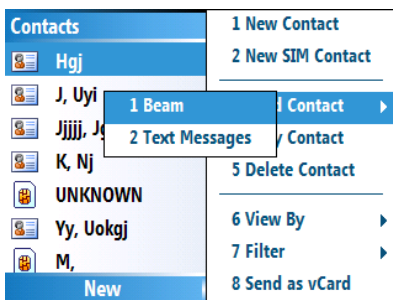 Contacts
Hgj
J, Uyi
Jjjjj,
K, Nj
UNKNOWN
Yy, Uokgj
M,
New
1 New Contact
2 New SIM Contact
Contact
Contact
5 Delete Contact
6 View By
7 Filter
8 Send as vCard
1 Beam
2 Text Messages